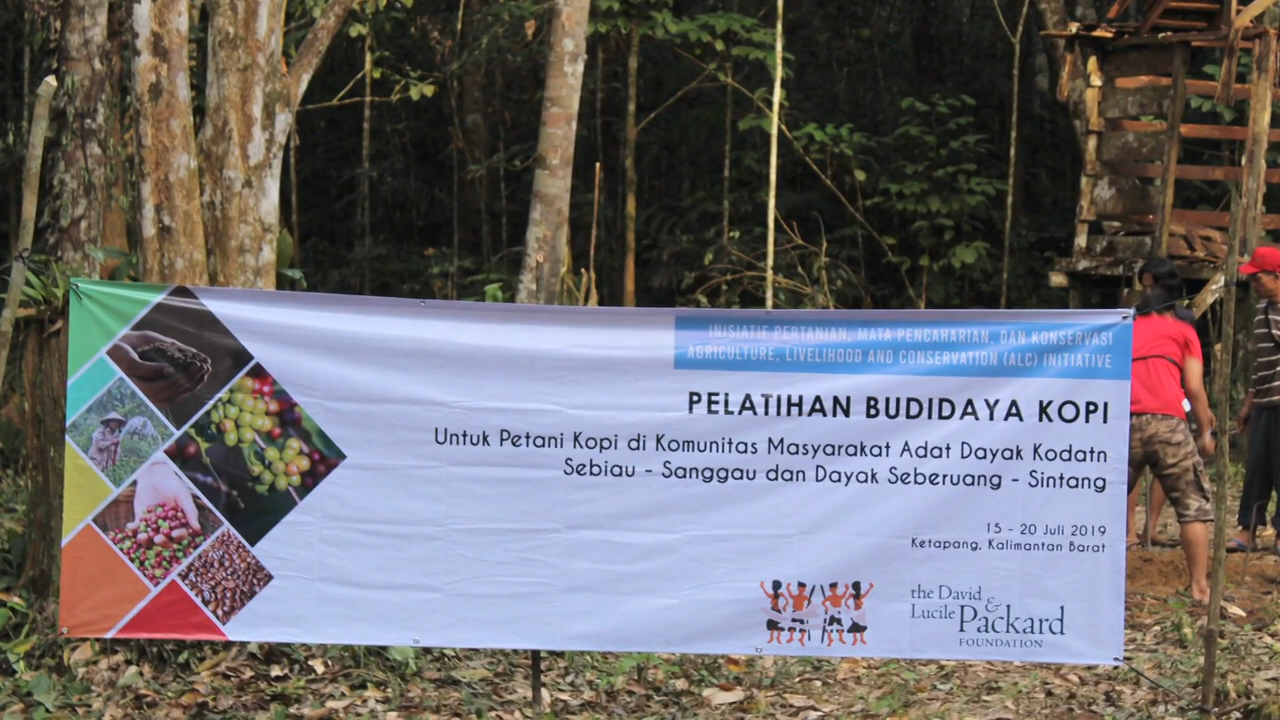 INISIATIF PERTANIAN, MATA PENCAHARIAN, DAN KONSERVASI
AGRICULTURE, LIVELIHOOD AND CONSERVATION (ALC) INITIATIVE
PELATIHAN BUDIDAYA KOPI
Untuk Petani Kopi di Komunitas Masyarakat Adat Dayak Kodatn
Sebiau - Sanggau dan Dayak Seberuang - Sintang
15 - 20 Juli 2019
Ketapang, Kalimantan Barat
the David &
Lucile Packard
FOUNDATION